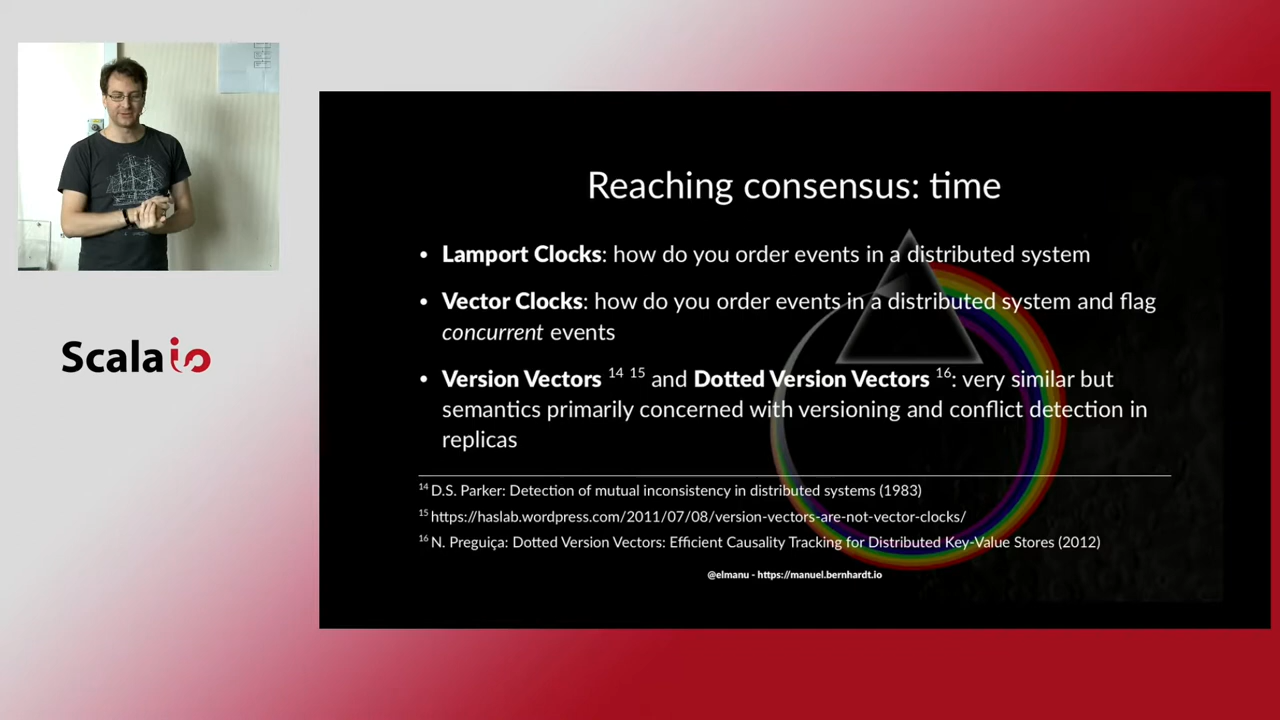 Scala io
Reaching consensus: time
• Lamport Clocks: how do you order events in a distributed system
• Vector Clocks: how do you order events in a distributed system and flag
concurrent events
• Version Vectors 14 15 and Dotted Version Vectors 16: very similar but
semantics primarily concerned with versioning and conflict detection in
replicas
14 D.S. Parker: Detection of mutual inconsistency in distributed systems (1983)
15 https://haslab.wordpress.com/2011/07/08/version-vectors-are-not-vector-clocks/
16 N. Preguiça: Dotted Version Vectors: Efficient Causality Tracking for Distributed Key-Value Stores (2012)
@elmanu - https://manuel.bernhardt.io